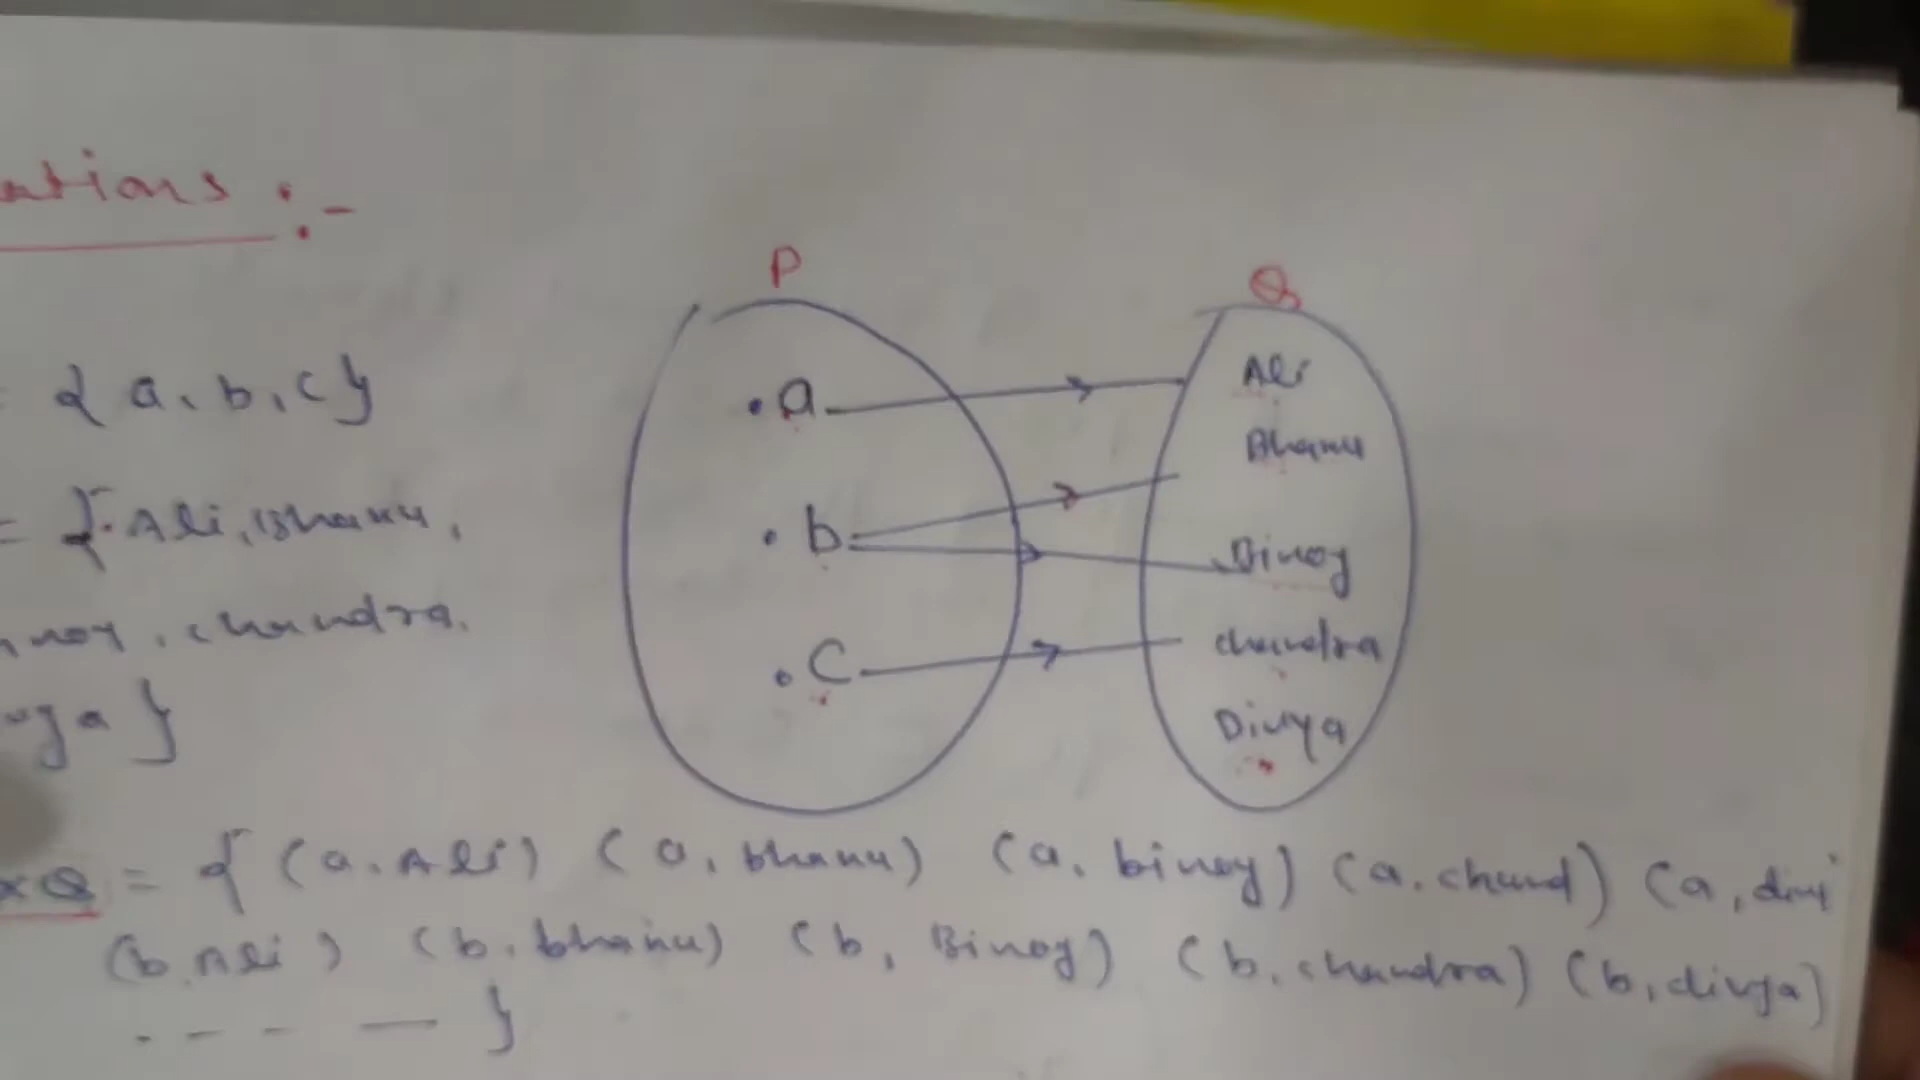 ations :-
P
Q
= { a, b, c }
= { Ali, Bhanu,
noy, chandra,
ya }
. a
. b
. c
Ali
Bhanu
Binoy
chandra
Divya
x Q = { (a, Ali) (a, bhanu) (a, binoy) (a, chand) (a, divy
(b, Ali) (b, bhanu) (b, Binoy) (b, chandra) (b, divya)
- - - - — }